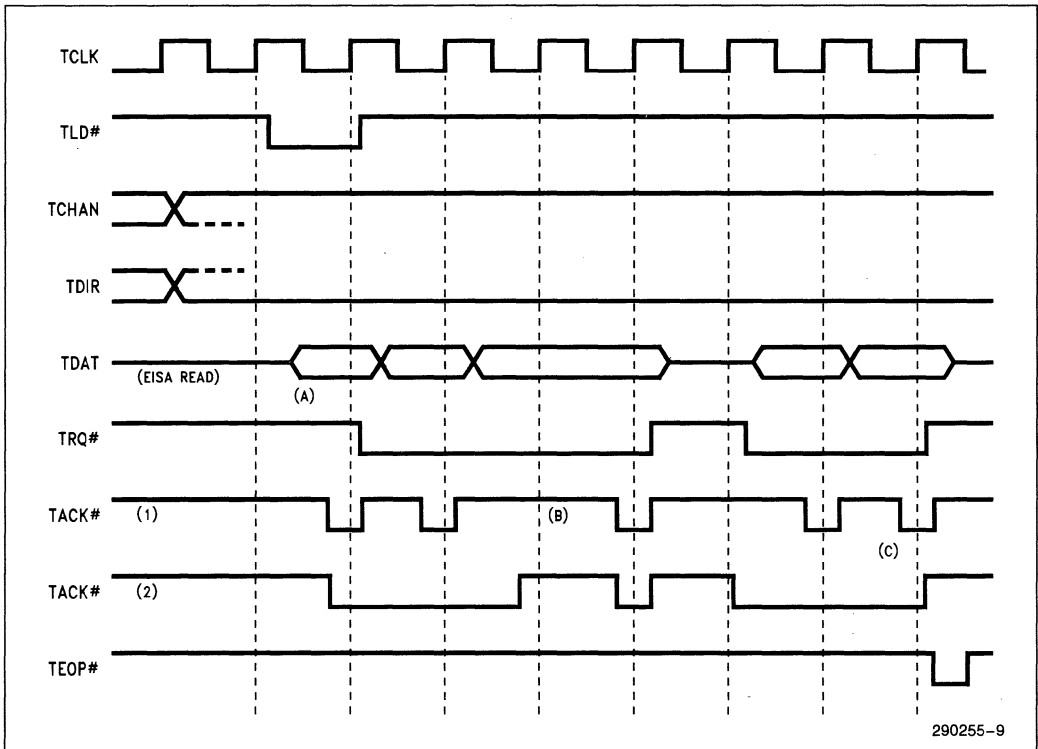 TCLK
TLD#
TCHAN
TDIR
TDAT
(EISA READ)
(A)
TRQ#
TACK# (1) (B)
(C)
TACK# (2)
TEOP#
290255-9